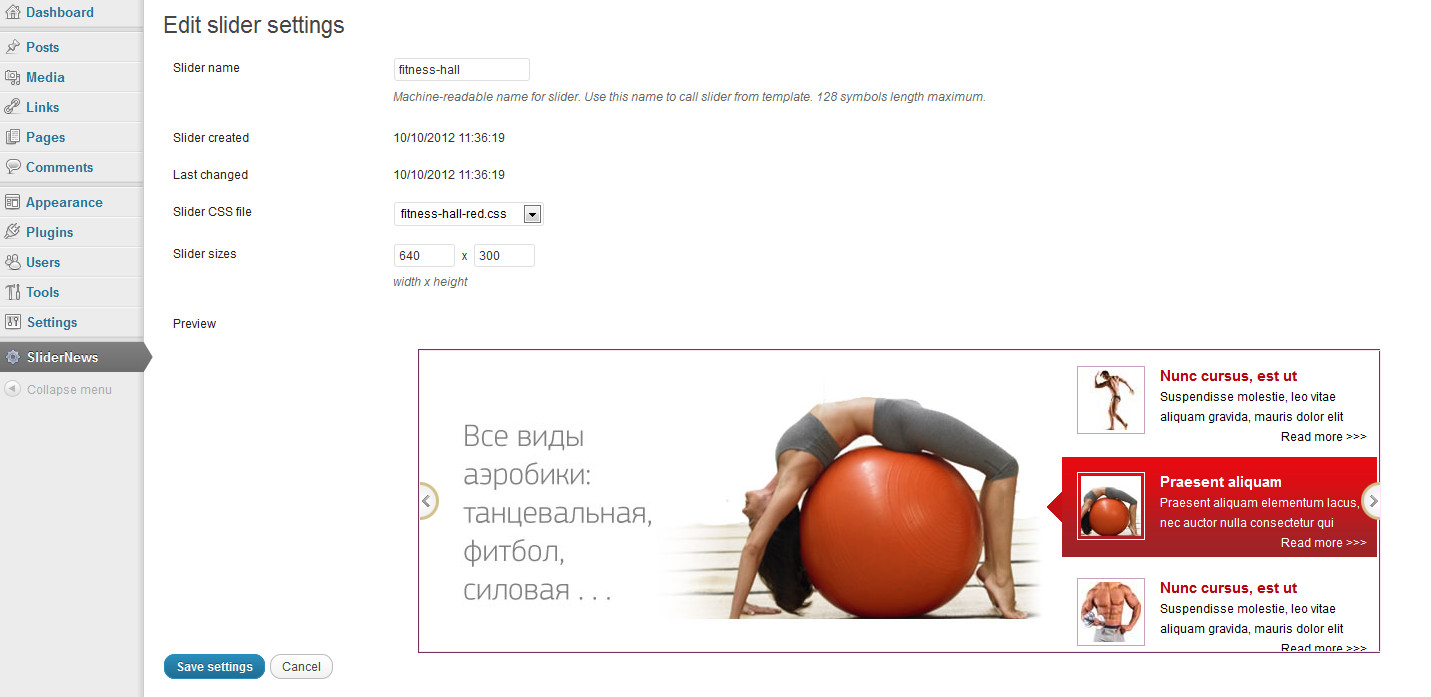 Dashboard
Posts
Media
Links
Pages
Comments
Appearance
Plugins
Users
Tools
Settings
SliderNews
Collapse menu
Edit slider settings
Slider name
fitness-hall
Machine-readable name for slider. Use this name to call slider from template. 128 symbols length maximum.
Slider created
10/10/2012 11:36:19
Last changed
10/10/2012 11:36:19
Slider CSS file
fitness-hall-red.css
Slider sizes
640 x 300
width x height
Preview
Все виды
аэробики:
танцевальная,
фитбол,
силовая . . .
Nunc cursus, est ut
Suspendisse molestie, leo vitae
aliquam gravida, mauris dolor elit
Read more >>>
Praesent aliquam
Praesent aliquam elementum lacus,
nec auctor nulla consectetur qui
Read more >>>
Nunc cursus, est ut
Suspendisse molestie, leo vitae
aliquam gravida, mauris dolor elit
Read more >>>
Save settings
Cancel